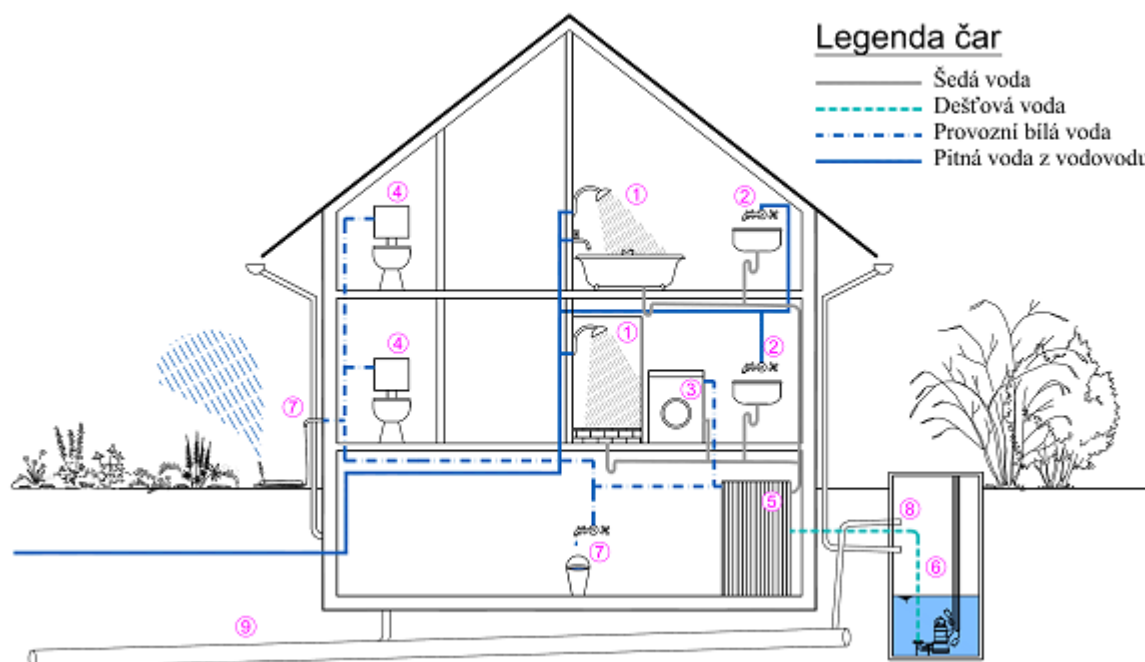 Legenda čar
Šedá voda
Dešťová voda
Provozní bílá voda
Pitná voda z vodovodu
4
1
2
4
1
2
3
7
5
8
7
6
9